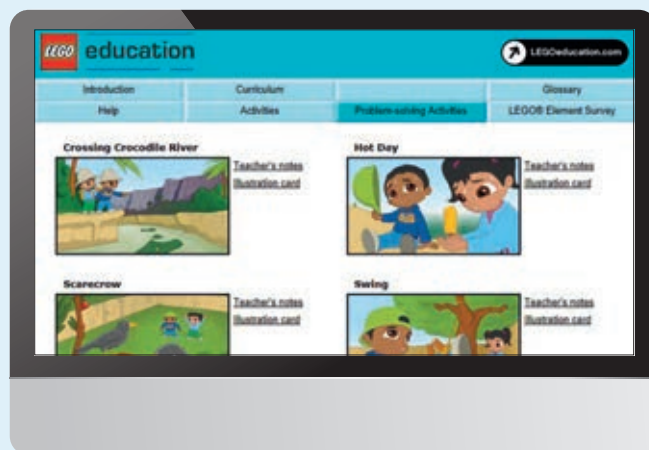 LEGO education
LEGOeducation.com
Introduction
Curriculum
Glossary
Help
Activities
Problem-solving Activities
LEGO® Element Survey
Crossing Crocodile River
Teacher's notes
Illustration card
Hot Day
Teacher's notes
Illustration card
Scarecrow
Teacher's notes
Illustration card
Swing
Teacher's notes
Illustration card